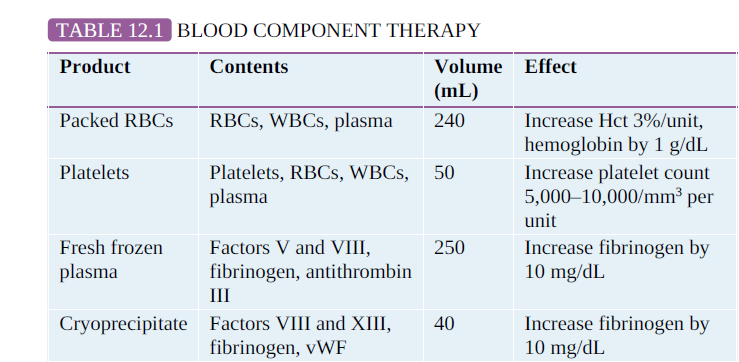 TABLE 12.1 BLOOD COMPONENT THERAPY
Product Contents Volume Effect
(mL)
Packed RBCs RBCs, WBCs, plasma 240 Increase Hct 3%/unit,
hemoglobin by 1 g/dL
Platelets Platelets, RBCs, WBCs, 50 Increase platelet count
plasma 5,000–10,000/mm³ per
unit
Fresh frozen Factors V and VIII, 250 Increase fibrinogen by
plasma fibrinogen, antithrombin 10 mg/dL
III
Cryoprecipitate Factors VIII and XIII, 40 Increase fibrinogen by
fibrinogen, vWF 10 mg/dL